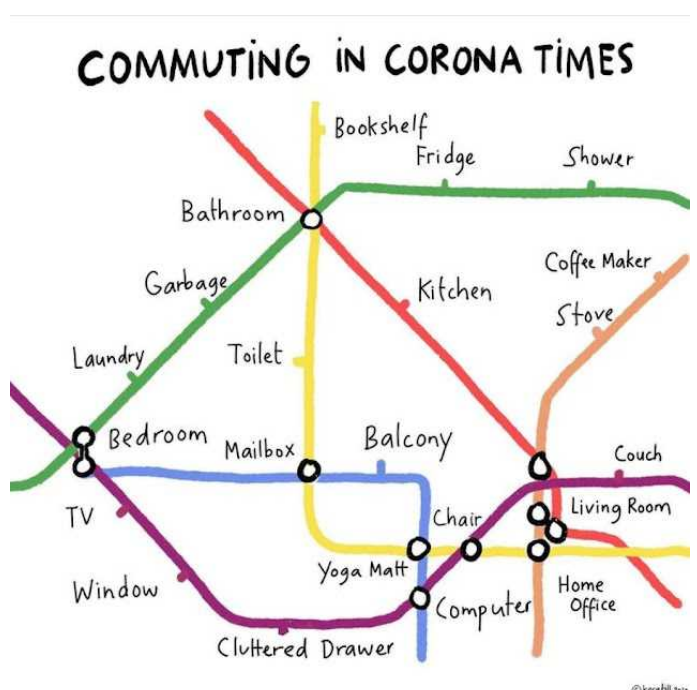 COMMUTING IN CORONA TIMES
Bookshelf
Fridge
Shower
Bathroom
Coffee Maker
Garbage
Kitchen
Stove
Toilet
Laundry
Bedroom
Mailbox
Balcony
Couch
TV
Chair
Living Room
Yoga Matt
Window
Computer
Home
Office
Cluttered Drawer